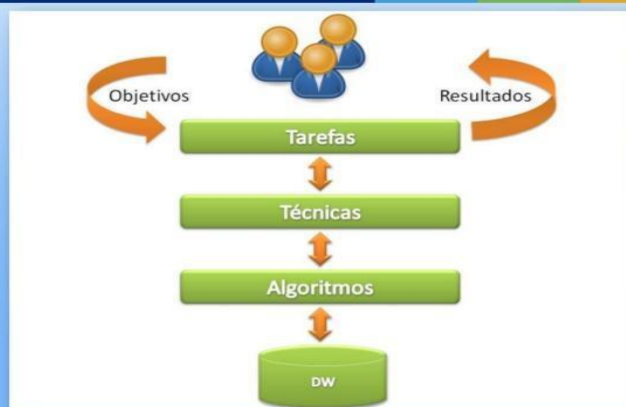 Objetivos
Resultados
Tarefas
Técnicas
Algoritmos
DW